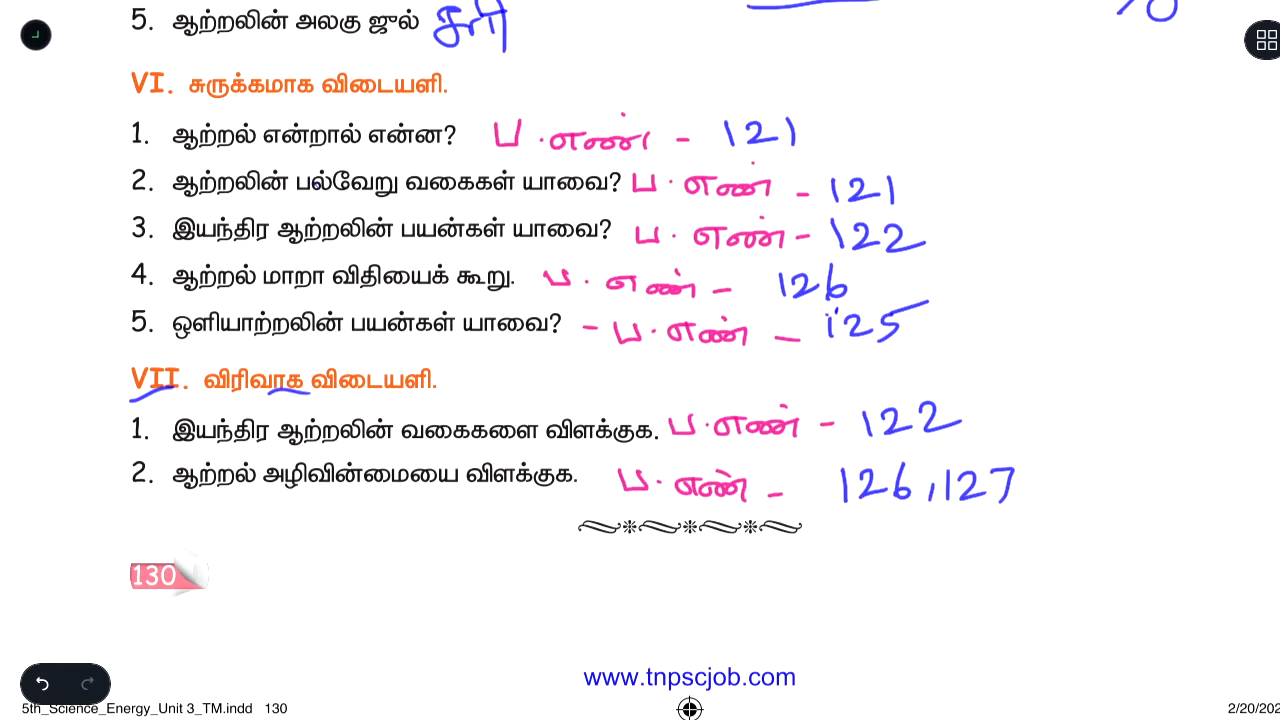 5. ஆற்றலின் அலகு ஜுல் சரி
VI. சுருக்கமாக விடையளி.
1. ஆற்றல் என்றால் என்ன? ப.எண் - 121
2. ஆற்றலின் பல்வேறு வகைகள் யாவை? ப.எண் - 121
3. இயந்திர ஆற்றலின் பயன்கள் யாவை? ப.எண் - 122
4. ஆற்றல் மாறா விதியைக் கூறு. ப.எண் - 126
5. ஒளியாற்றலின் பயன்கள் யாவை? - ப.எண் - 125
VII. விரிவாக விடையளி.
1. இயந்திர ஆற்றலின் வகைகளை விளக்குக. ப.எண் - 122
2. ஆற்றல் அழிவின்மையை விளக்குக. ப.எண் - 126,127
130
www.tnpscjob.com
5th_Science_Energy_Unit 3_TM.indd 130 2/20/202